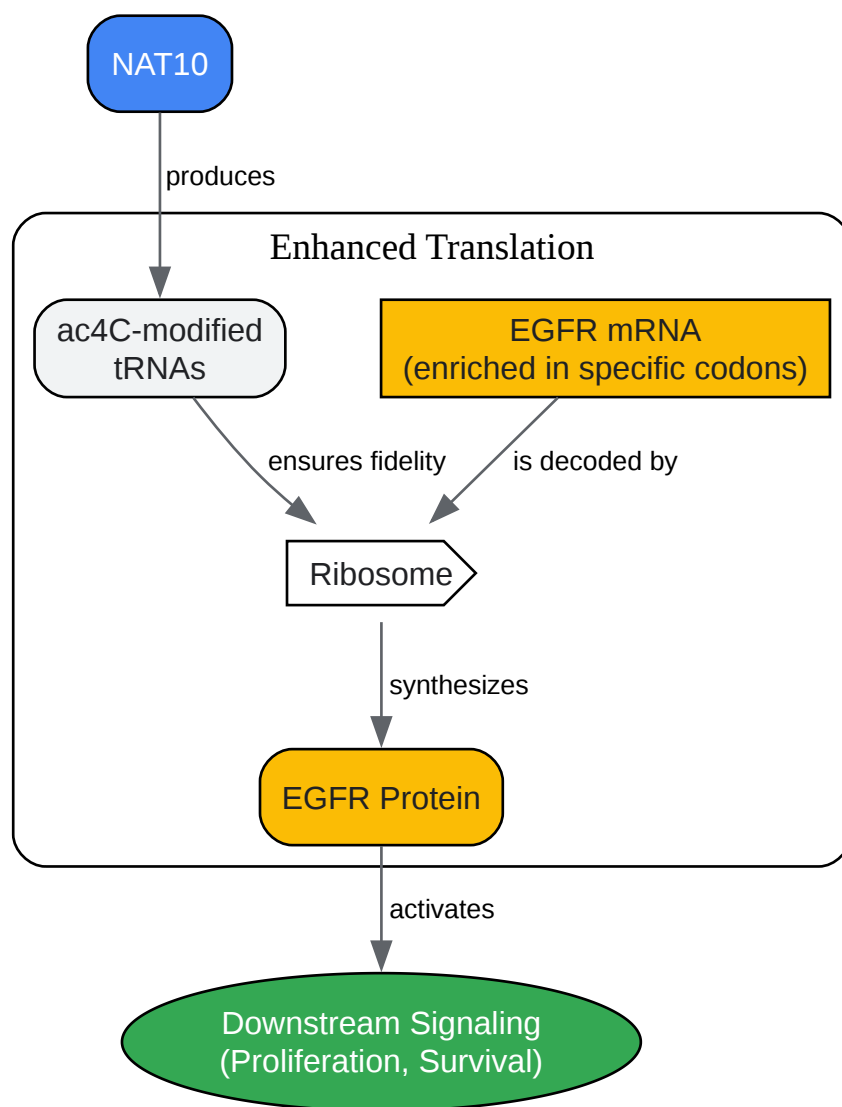 NAT10
produces
Enhanced Translation
ac4C-modified
tRNAs
EGFR mRNA
(enriched in specific codons)
ensures fidelity
is decoded by
Ribosome
synthesizes
EGFR Protein
activates
Downstream Signaling
(Proliferation, Survival)